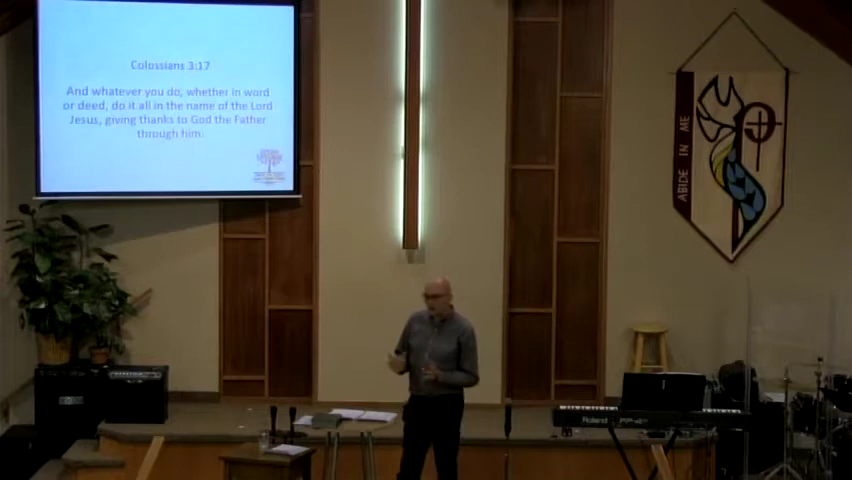 Colossians 3:17
And whatever you do, whether in word
or deed, do it all in the name of the Lord
Jesus, giving thanks to God the Father
through him.
ABIDE IN ME
Roland